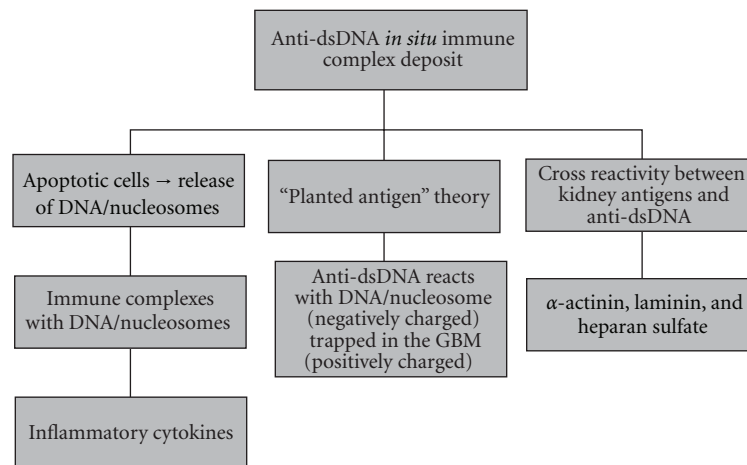 Anti-dsDNA in situ immune
complex deposit
Apoptotic cells → release
of DNA/nucleosomes
Immune complexes
with DNA/nucleosomes
Inflammatory cytokines
“Planted antigen” theory
Anti-dsDNA reacts
with DNA/nucleosome
(negatively charged)
trapped in the GBM
(positively charged)
Cross reactivity between
kidney antigens and
anti-dsDNA
α-actinin, laminin, and
heparan sulfate